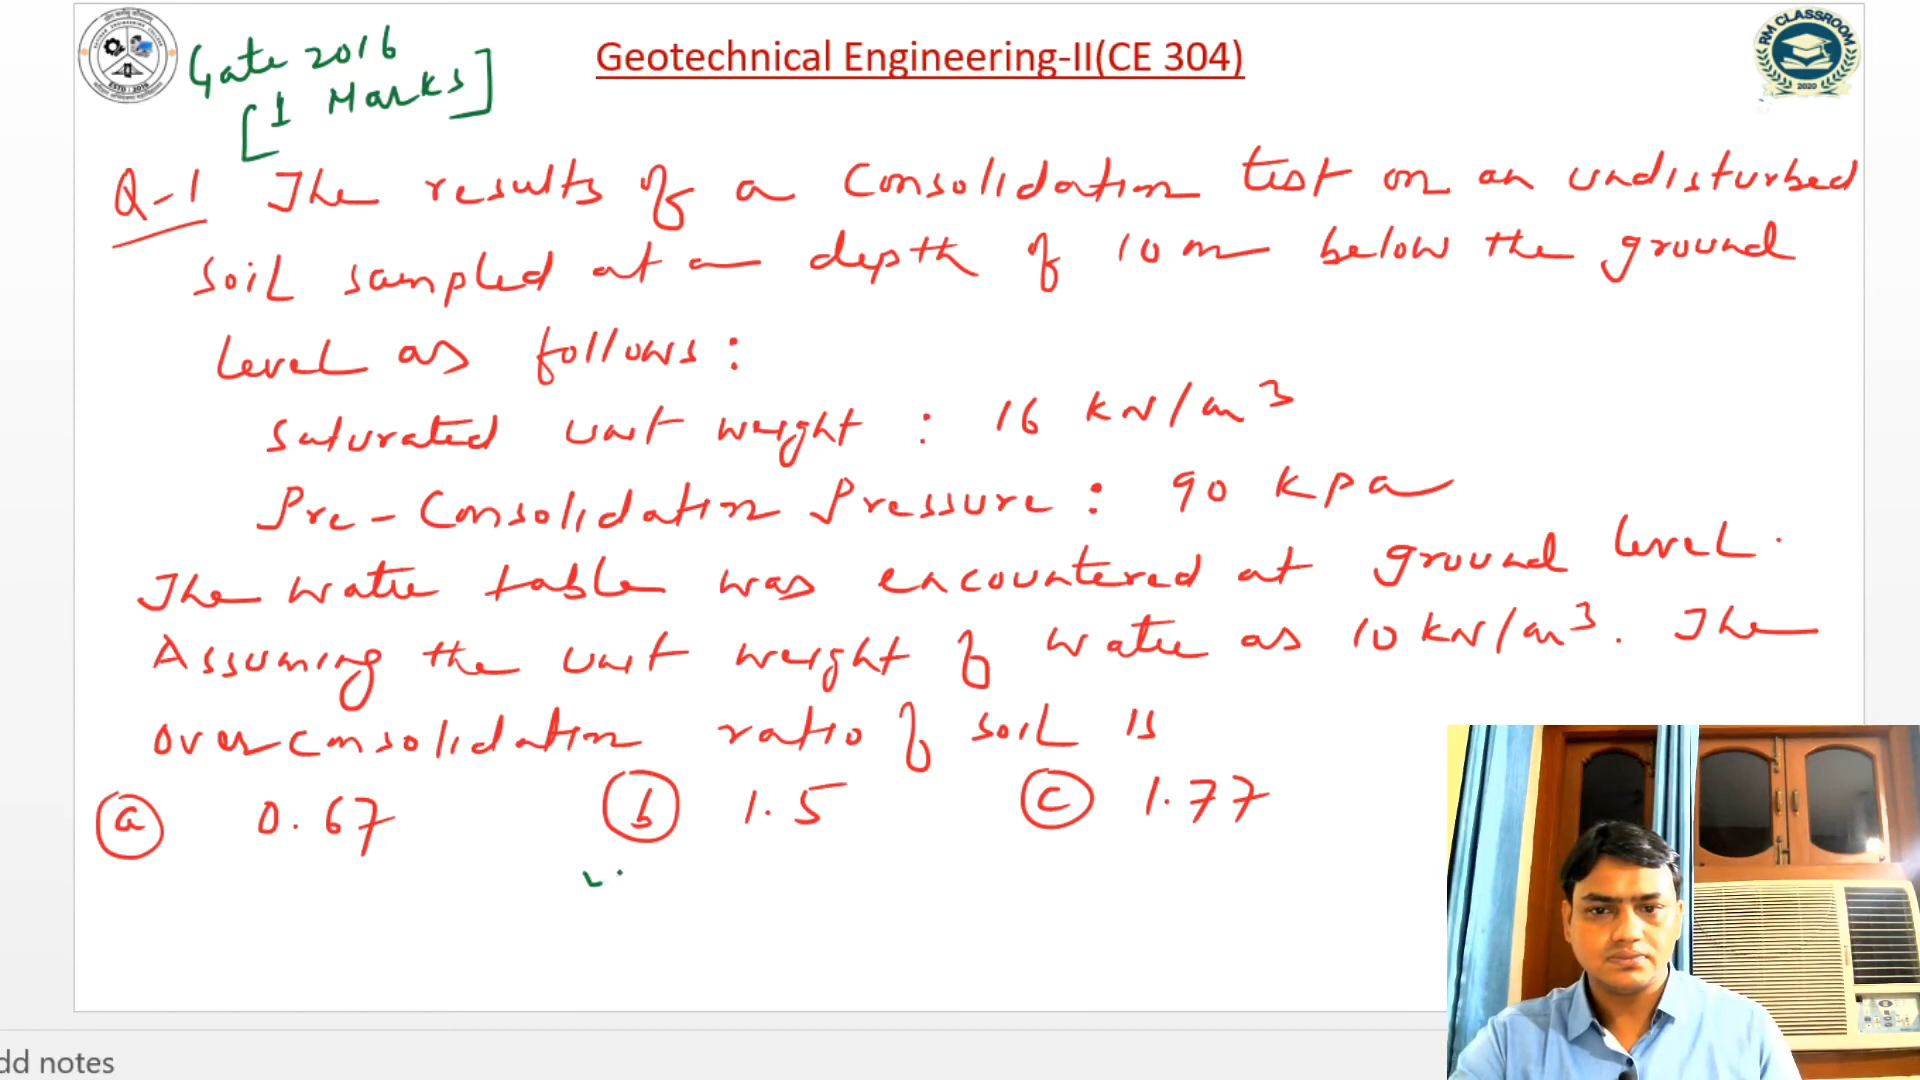 Gate 2016
[1 Marks]
Geotechnical Engineering-II(CE 304)
RM CLASSROOM
2020
Q-1 The results of a Consolidation test on an undisturbed
soil sampled at a depth of 10 m below the ground
level as follows:
Saturated unit weight : 16 kN/m³
Pre-Consolidation Pressure : 90 kpa
The water table was encountered at ground level.
Assuming the unit weight of water as 10 kN/m³. The
overconsolidation ratio of soil is
(a) 0.67 (b) 1.5 (c) 1.77
dd notes